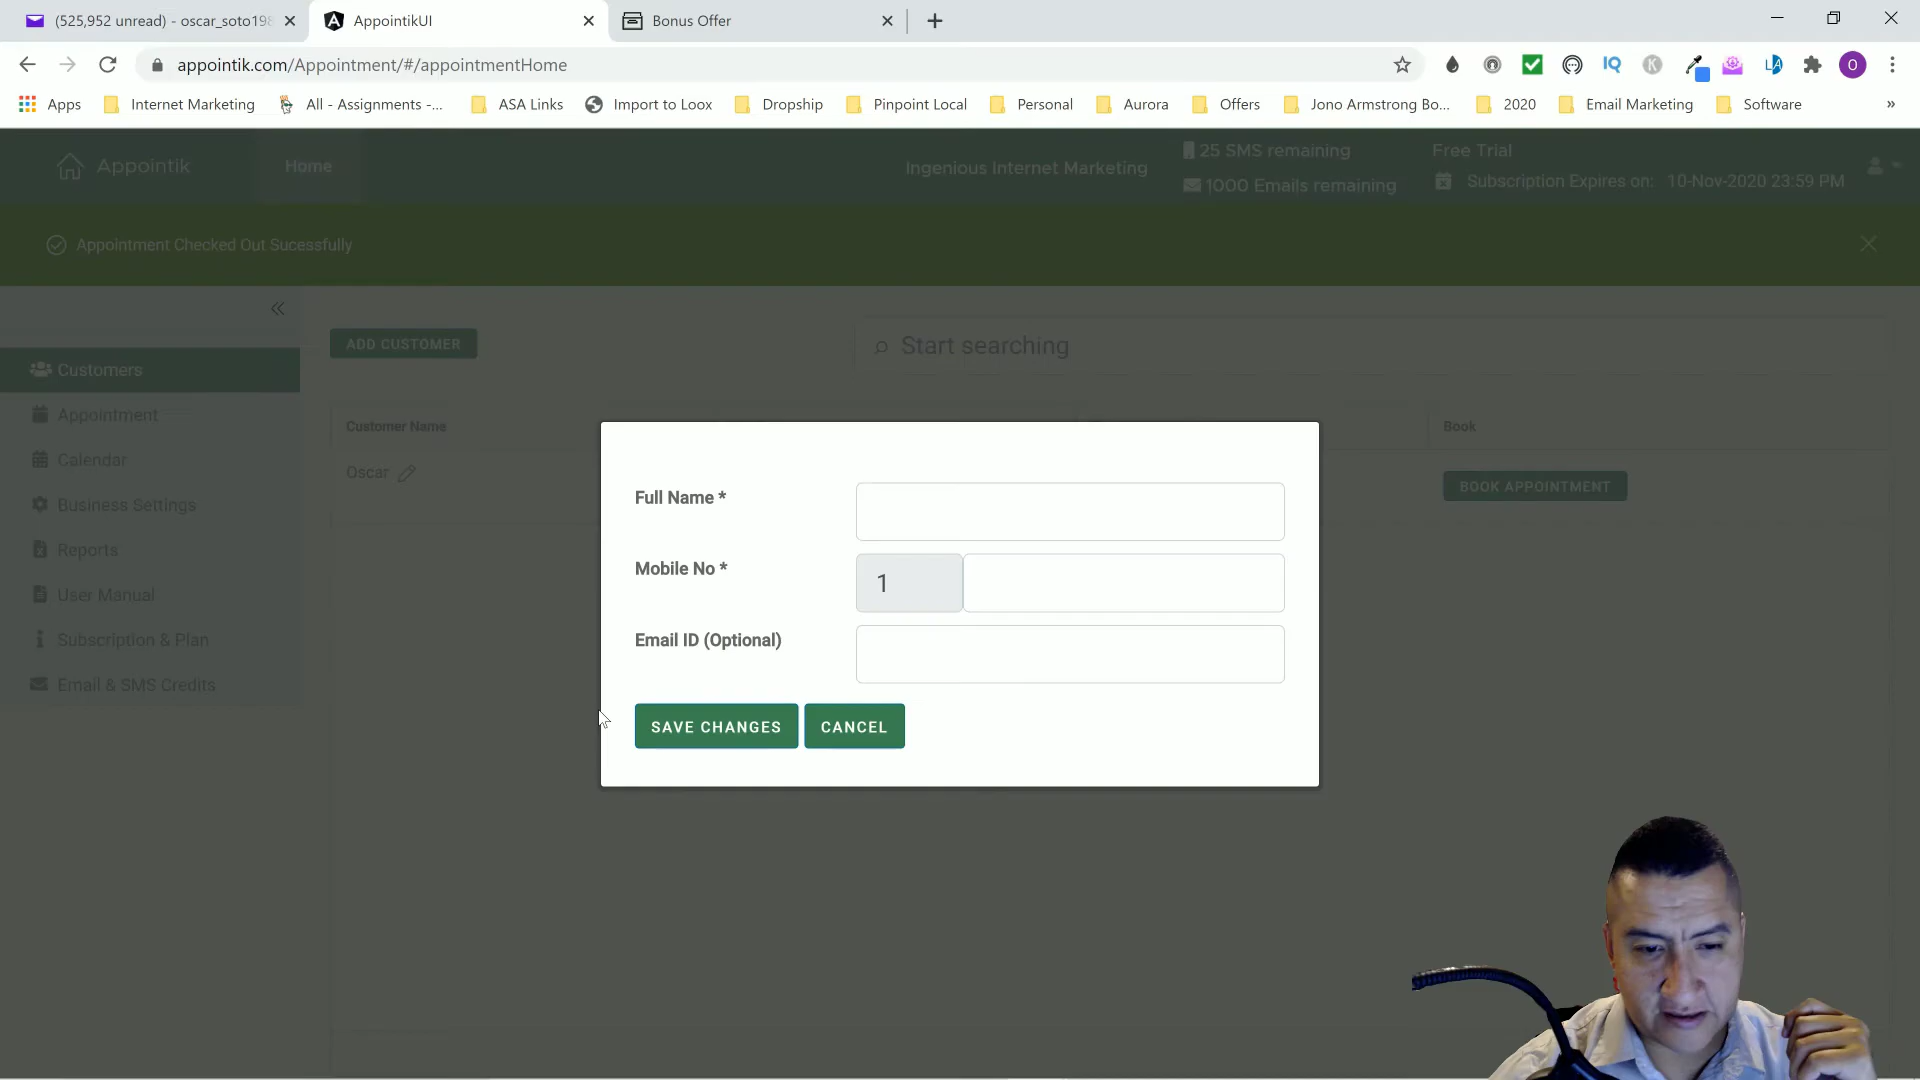 (525,952 unread) - oscar_soto198
AppointikUI
Bonus Offer
appointik.com/Appointment/#/appointmentHome
IQ
K
LA
O
Apps
Internet Marketing
All - Assignments -...
ASA Links
Import to Loox
Dropship
Pinpoint Local
Personal
Aurora
Offers
Jono Armstrong Bo...
2020
Email Marketing
Software
»
Appointik
Home
Ingenious Internet Marketing
25 SMS remaining
1000 Emails remaining
Free Trial
Subscription Expires on: 10-Nov-2020 23:59 PM
Appointment Checked Out Sucessfully
ADD CUSTOMER
Start searching
Customers
Appointment
Calendar
Business Settings
Reports
User Manual
Subscription & Plan
Email & SMS Credits
Customer Name
Book
Oscar
BOOK APPOINTMENT
Full Name *
Mobile No *
1
Email ID (Optional)
SAVE CHANGES
CANCEL